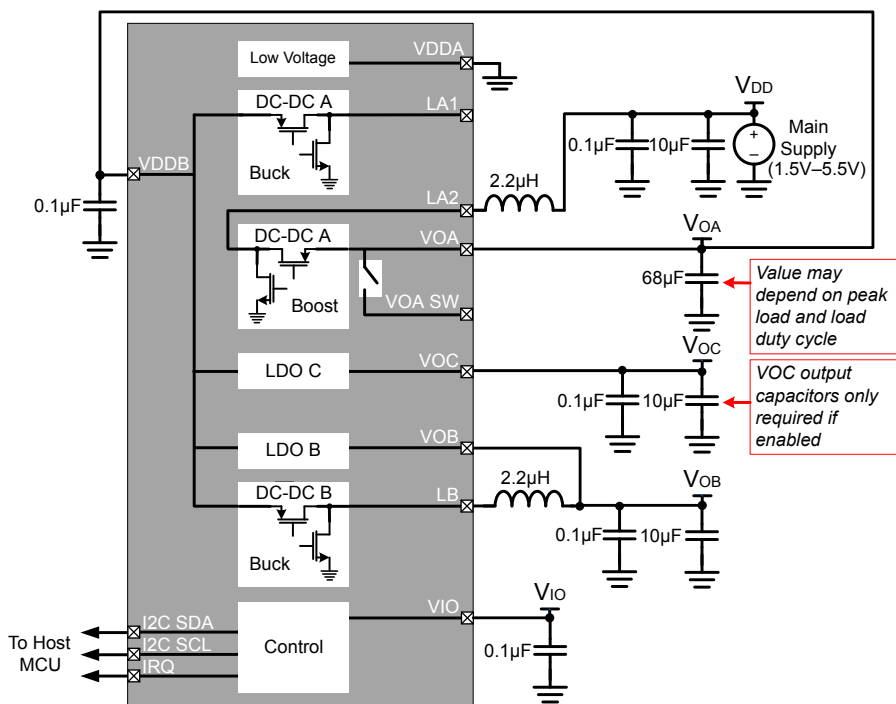 Low Voltage
VDDA
DC-DC A
LA1
VDD
Buck
VDDB
0.1µF
10µF
+
–
Main
Supply
(1.5V–5.5V)
0.1µF
LA2
2.2µH
DC-DC A
VOA
VOA
Boost
VOA SW
68µF
Value may
depend on peak
load and load
duty cycle
LDO C
VOC
VOC
0.1µF
10µF
VOC output
capacitors only
required if
enabled
LDO B
VOB
2.2µH
DC-DC B
LB
VOB
Buck
0.1µF
10µF
VIO
VIO
I2C SDA
To Host
MCU
I2C SCL
Control
IRQ
0.1µF